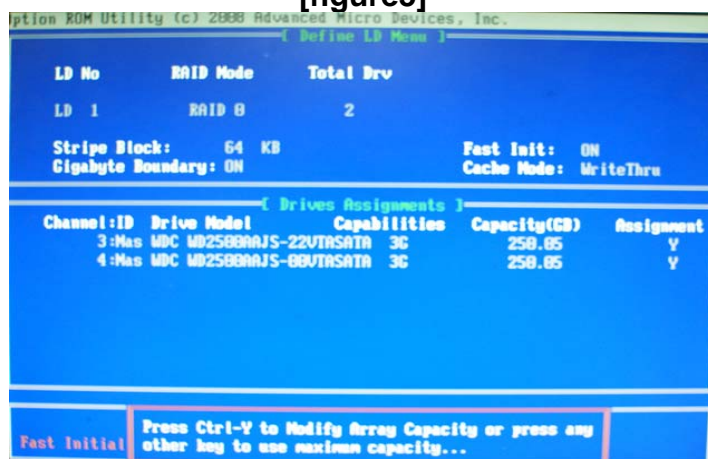 [figure5]
ption ROM Utility (c) 2008 Advanced Micro Devices, Inc.
[ Define LD Menu ]
LD No RAID Mode Total Drv
LD 1 RAID 0 2
Stripe Block: 64 KB Fast Init: ON
Gigabyte Boundary: ON Cache Mode: WriteThru
[ Drives Assignments ]
Channel:ID Drive Model Capabilities Capacity(GB) Assignment
3:Mas WDC WD2500AAJS-22VTASATA 3G 250.05 Y
4:Mas WDC WD2500AAJS-00VTASATA 3G 250.05 Y
Press Ctrl-Y to Modify Array Capacity or press any
Fast Initial other key to use maximum capacity...